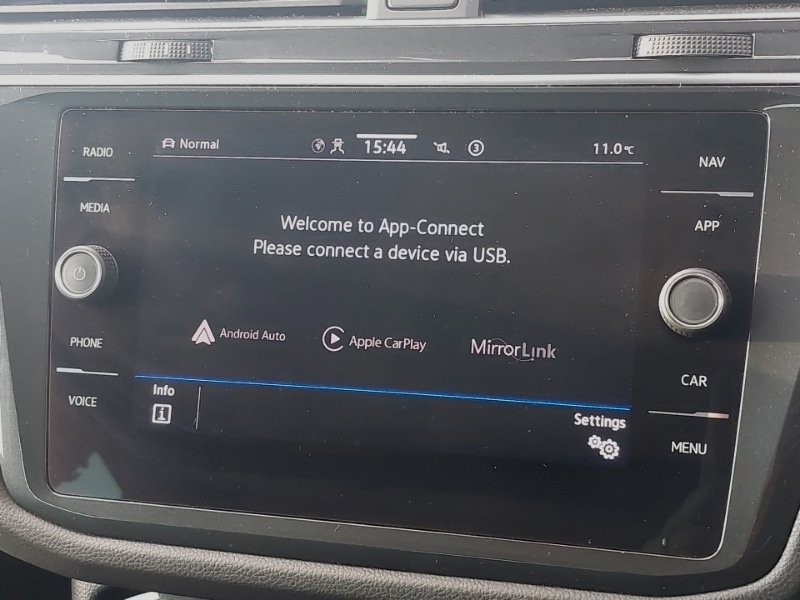 RADIO
MEDIA
PHONE
VOICE
Normal
15:44
3
11.0°C
Welcome to App-Connect
Please connect a device via USB.
Android Auto
Apple CarPlay
MirrorLink
Info
i
Settings
NAV
APP
CAR
MENU